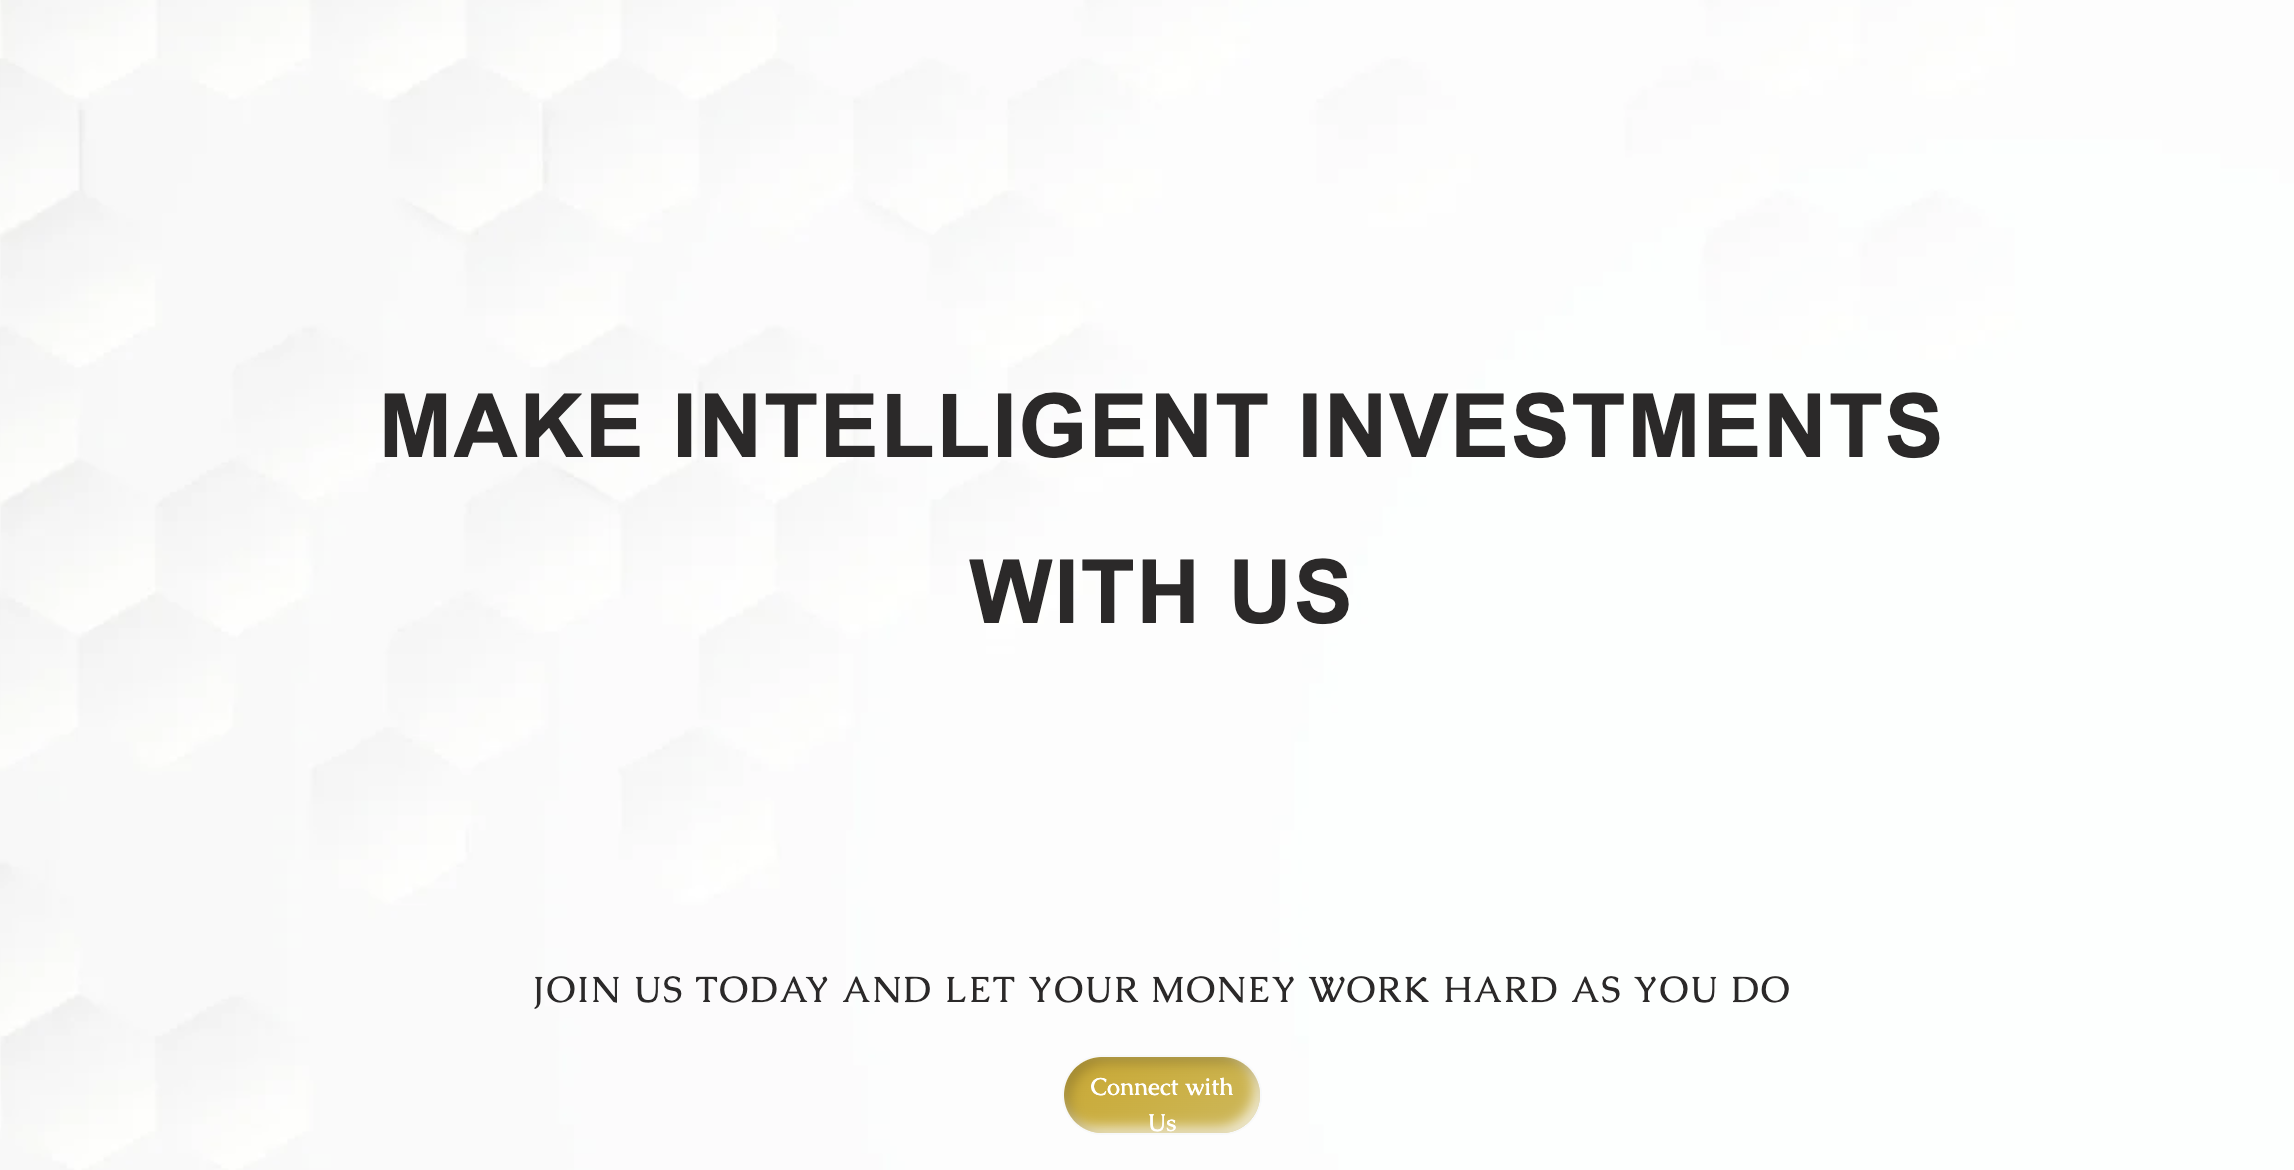 MAKE INTELLIGENT INVESTMENTS
WITH US
JOIN US TODAY AND LET YOUR MONEY WORK HARD AS YOU DO
Connect with
Us